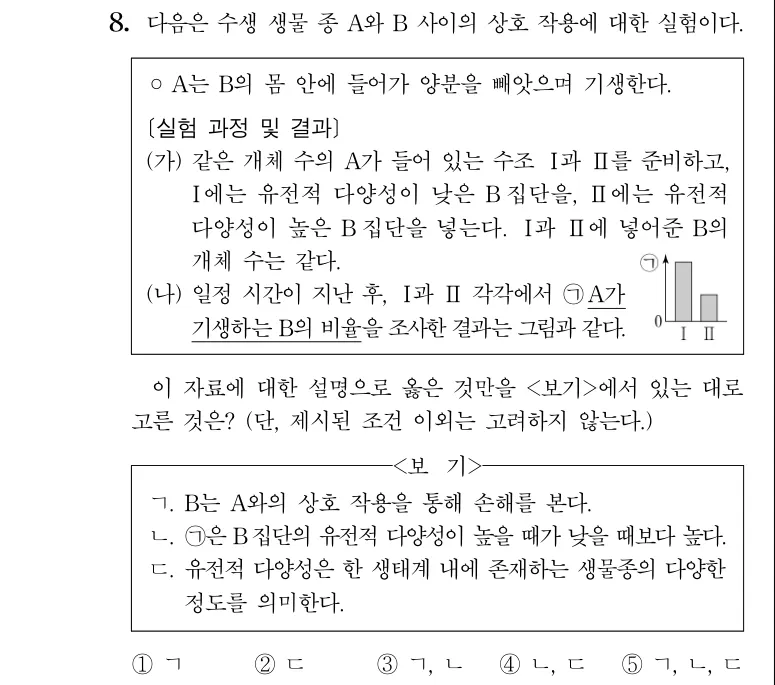 8. 다음은 수생 생물 종 A와 B 사이의 상호 작용에 대한 실험이다.
○ A는 B의 몸 안에 들어가 양분을 빼앗으며 기생한다.
〔실험 과정 및 결과〕
(가) 같은 개체 수의 A가 들어 있는 수조 Ⅰ과 Ⅱ를 준비하고,
Ⅰ에는 유전적 다양성이 낮은 B 집단을, Ⅱ에는 유전적
다양성이 높은 B 집단을 넣는다. Ⅰ과 Ⅱ에 넣어준 B의
개체 수는 같다.
(나) 일정 시간이 지난 후, Ⅰ과 Ⅱ 각각에서 ㉠ A가
기생하는 B의 비율을 조사한 결과는 그림과 같다.
㉠
0
Ⅰ Ⅱ
이 자료에 대한 설명으로 옳은 것만을 <보기>에서 있는 대로
고른 것은? (단, 제시된 조건 이외는 고려하지 않는다.)
<보 기>
ㄱ. B는 A와의 상호 작용을 통해 손해를 본다.
ㄴ. ㉠은 B 집단의 유전적 다양성이 높을 때가 낮을 때보다 높다.
ㄷ. 유전적 다양성은 한 생태계 내에 존재하는 생물종의 다양한
정도를 의미한다.
① ㄱ ② ㄷ ③ ㄱ, ㄴ ④ ㄴ, ㄷ ⑤ ㄱ, ㄴ, ㄷ